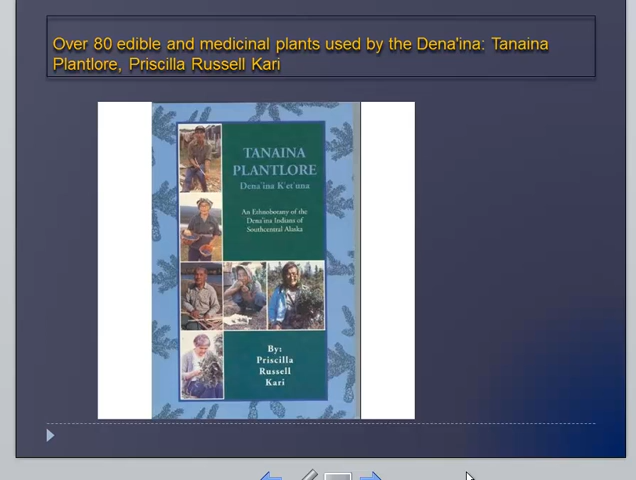 Over 80 edible and medicinal plants used by the Dena'ina: Tanaina
Plantlore, Priscilla Russell Kari
TANAINA
PLANTLORE
Dena'ina K'et'una
An Ethnobotany of the
Dena'ina Indians of
Southcentral Alaska
By:
Priscilla
Russell
Kari